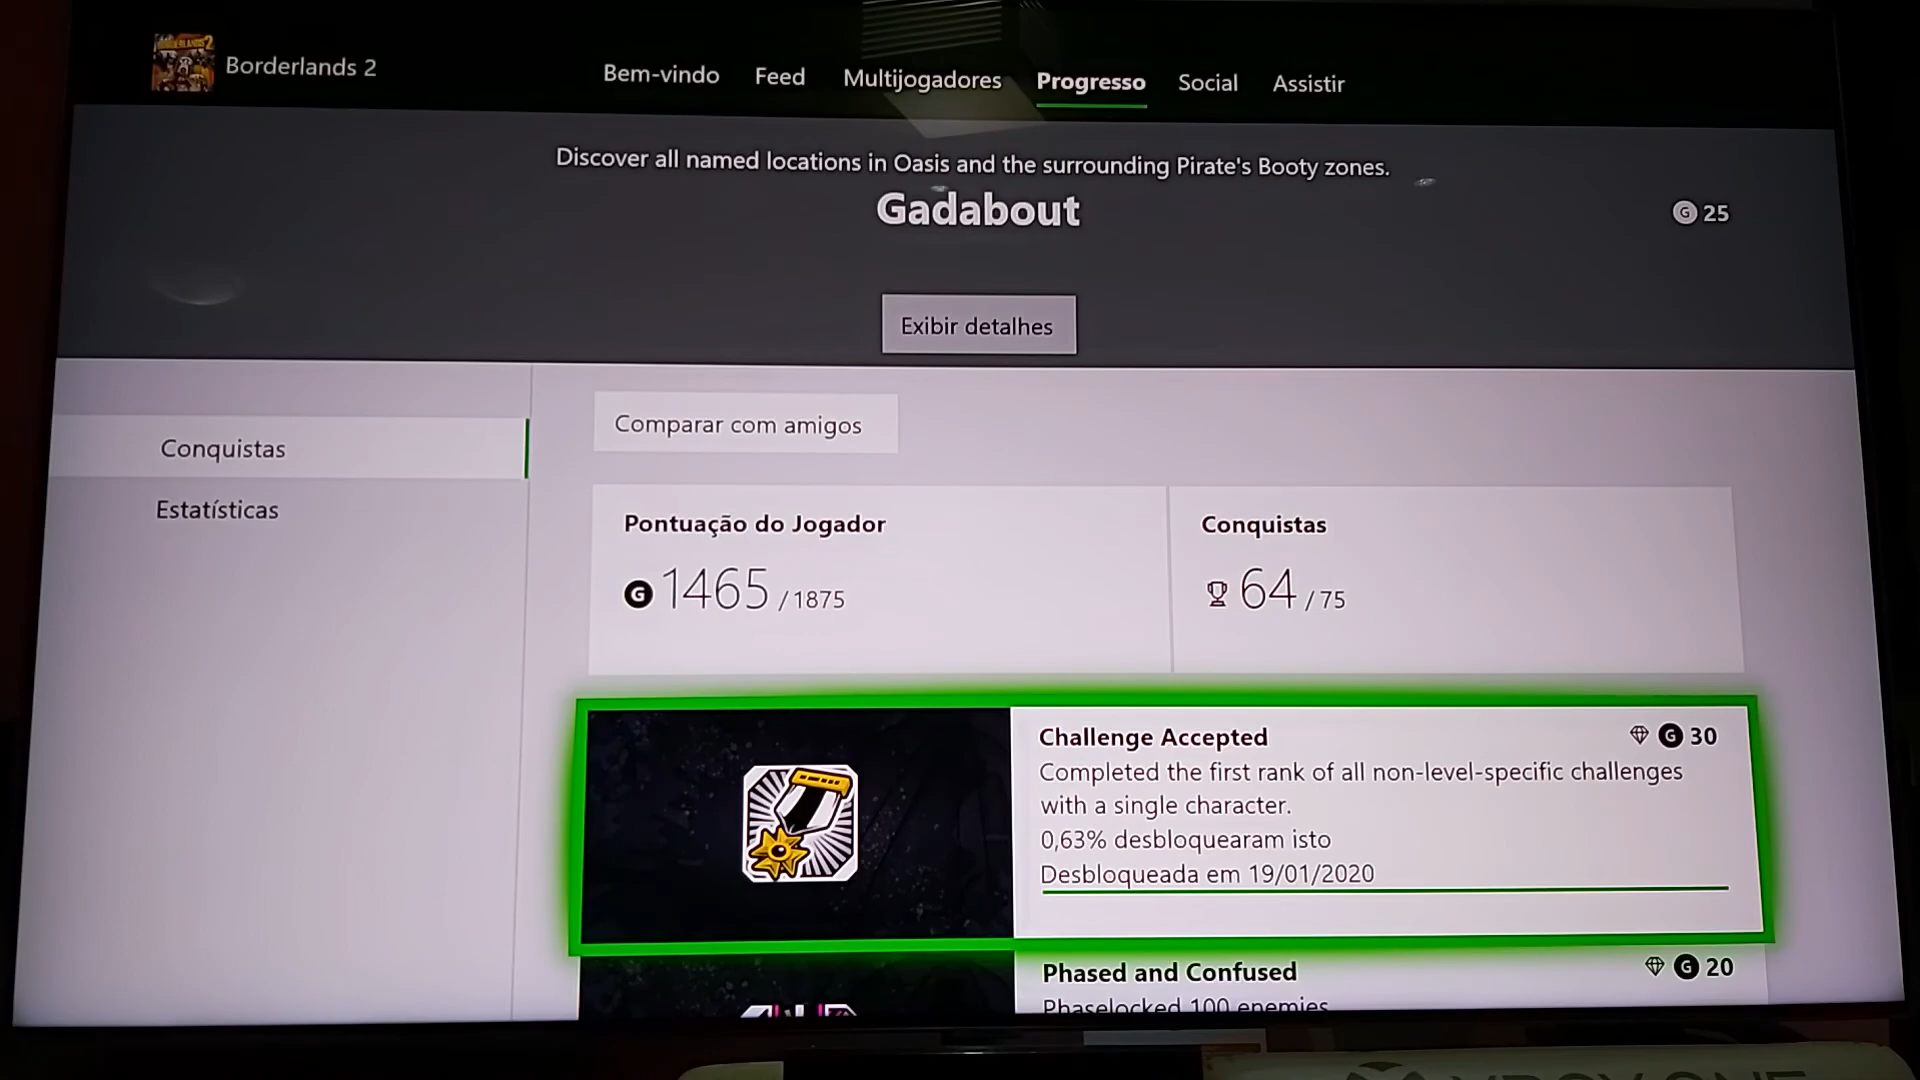 Borderlands 2
Bem-vindo
Feed
Multijogadores
Progresso
Social
Assistir
Discover all named locations in Oasis and the surrounding Pirate's Booty zones.
Gadabout
G 25
Exibir detalhes
Conquistas
Estatísticas
Comparar com amigos
Pontuação do Jogador
G 1465 / 1875
Conquistas
64 / 75
Challenge Accepted
G 30
Completed the first rank of all non-level-specific challenges
with a single character.
0,63% desbloquearam isto
Desbloqueada em 19/01/2020
Phased and Confused
G 20
Phaselocked 100 enemies
XBOX ONE